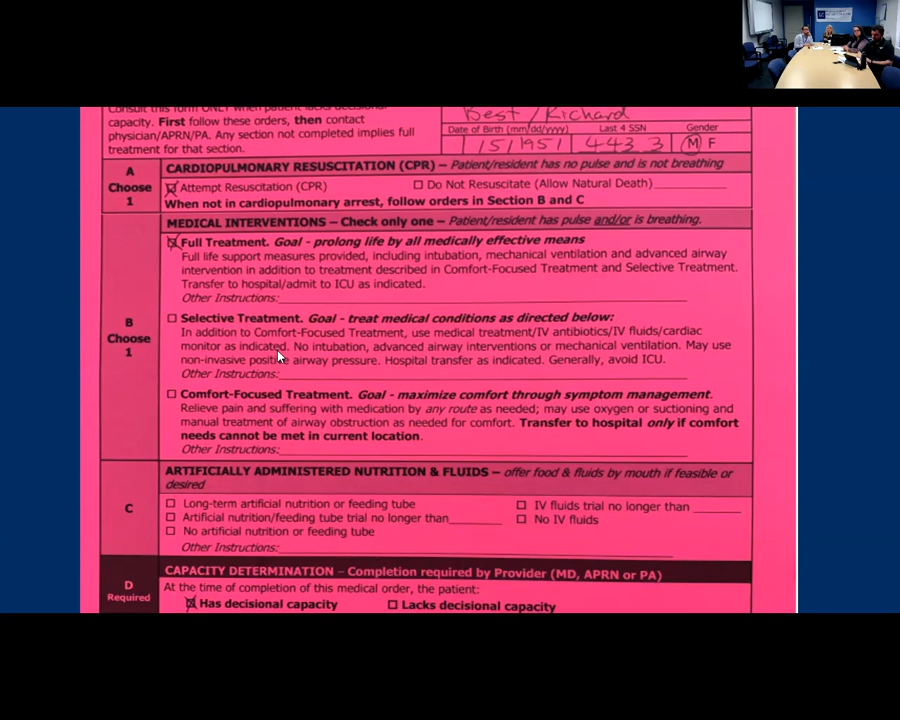 Consult this form ONLY when patient lacks decisional
capacity. First follow these orders, then contact
physician/APRN/PA. Any section not completed implies full
treatment for that section.
Best / Richard
Date of Birth (mm/dd/yyyy) Last 4 SSN Gender
1/5/1951 4433 M F
A
Choose
1
CARDIOPULMONARY RESUSCITATION (CPR) – Patient/resident has no pulse and is not breathing
Attempt Resuscitation (CPR) ☐ Do Not Resuscitate (Allow Natural Death)
When not in cardiopulmonary arrest, follow orders in Section B and C
B
Choose
1
MEDICAL INTERVENTIONS – Check only one – Patient/resident has pulse and/or is breathing.
Full Treatment. Goal - prolong life by all medically effective means
Full life support measures provided, including intubation, mechanical ventilation and advanced airway
intervention in addition to treatment described in Comfort-Focused Treatment and Selective Treatment.
Transfer to hospital/admit to ICU as indicated.
Other Instructions:
☐ Selective Treatment. Goal - treat medical conditions as directed below:
In addition to Comfort-Focused Treatment, use medical treatment/IV antibiotics/IV fluids/cardiac
monitor as indicated. No intubation, advanced airway interventions or mechanical ventilation. May use
non-invasive positive airway pressure. Hospital transfer as indicated. Generally, avoid ICU.
Other Instructions:
☐ Comfort-Focused Treatment. Goal - maximize comfort through symptom management.
Relieve pain and suffering with medication by any route as needed; may use oxygen or suctioning and
manual treatment of airway obstruction as needed for comfort. Transfer to hospital only if comfort
needs cannot be met in current location.
Other Instructions:
C
ARTIFICIALLY ADMINISTERED NUTRITION & FLUIDS – offer food & fluids by mouth if feasible or
desired
☐ Long-term artificial nutrition or feeding tube ☐ IV fluids trial no longer than
☐ Artificial nutrition/feeding tube trial no longer than ☐ No IV fluids
☐ No artificial nutrition or feeding tube
Other Instructions:
D
Required
CAPACITY DETERMINATION – Completion required by Provider (MD, APRN or PA)
At the time of completion of this medical order, the patient:
Has decisional capacity ☐ Lacks decisional capacity